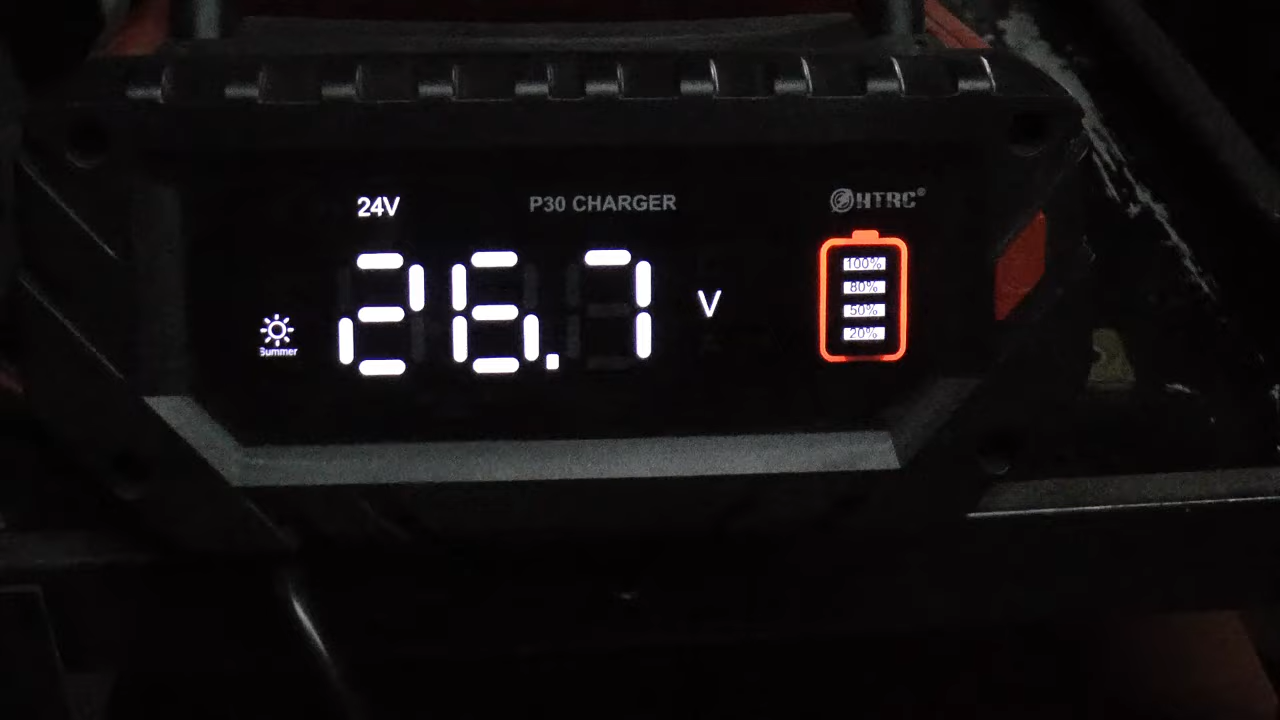 24V
P30 CHARGER
HTRC®
26.7 V
Summer
100%
80%
50%
20%